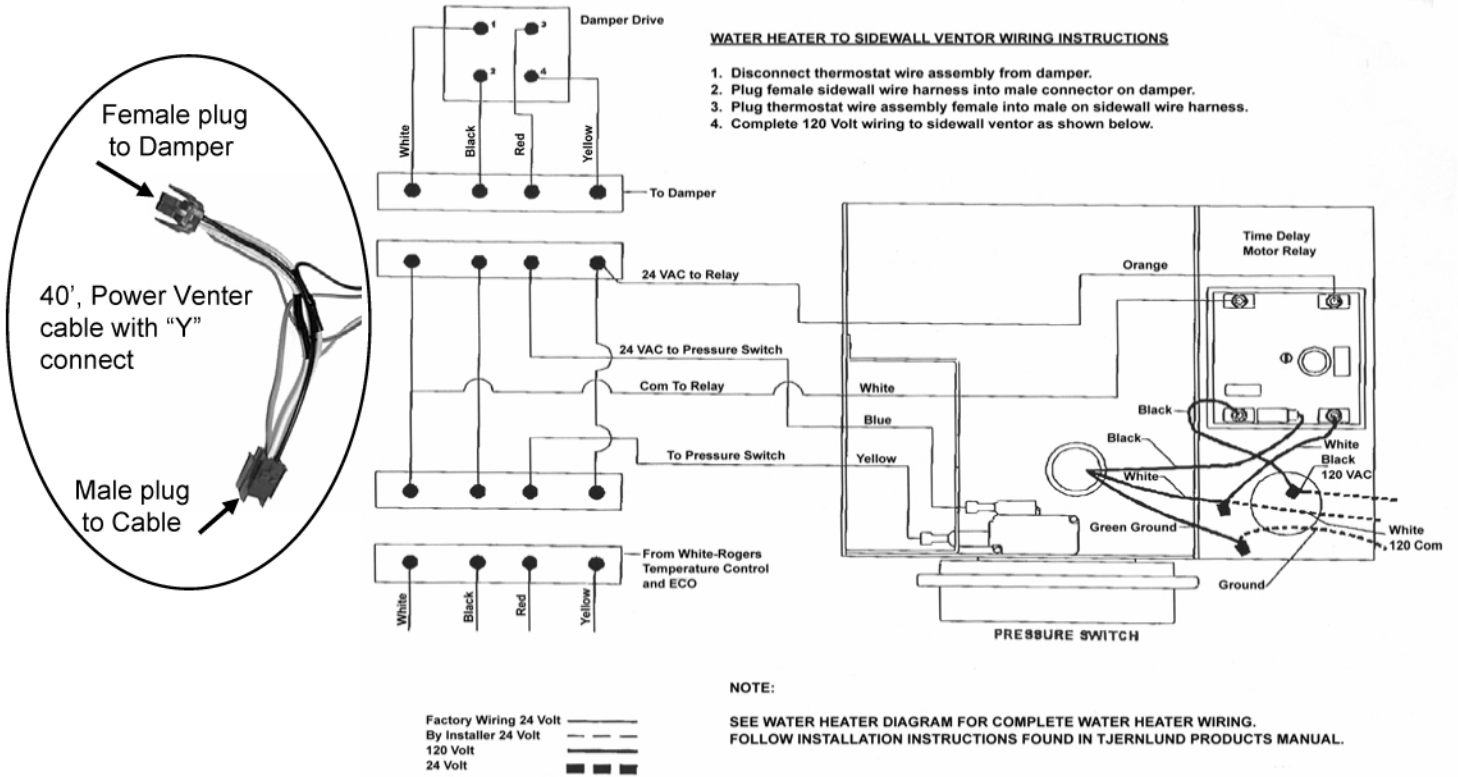 Female plug
to Damper
40', Power Venter
cable with "Y"
connect
Male plug
to Cable
Damper Drive
1
3
2
4
White
Black
Red
Yellow
To Damper
WATER HEATER TO SIDEWALL VENTOR WIRING INSTRUCTIONS
1. Disconnect thermostat wire assembly from damper.
2. Plug female sidewall wire harness into male connector on damper.
3. Plug thermostat wire assembly female into male on sidewall wire harness.
4. Complete 120 Volt wiring to sidewall ventor as shown below.
24 VAC to Relay
24 VAC to Pressure Switch
Com To Relay
To Pressure Switch
Orange
White
Blue
Yellow
Time Delay
Motor Relay
Black
Black
White
Green Ground
White
Black
120 VAC
White
120 Com
Ground
From White-Rogers
Temperature Control
and ECO
White
Black
Red
Yellow
PRESSURE SWITCH
Factory Wiring 24 Volt
By Installer 24 Volt
120 Volt
24 Volt
NOTE:
SEE WATER HEATER DIAGRAM FOR COMPLETE WATER HEATER WIRING.
FOLLOW INSTALLATION INSTRUCTIONS FOUND IN TJERNLUND PRODUCTS MANUAL.